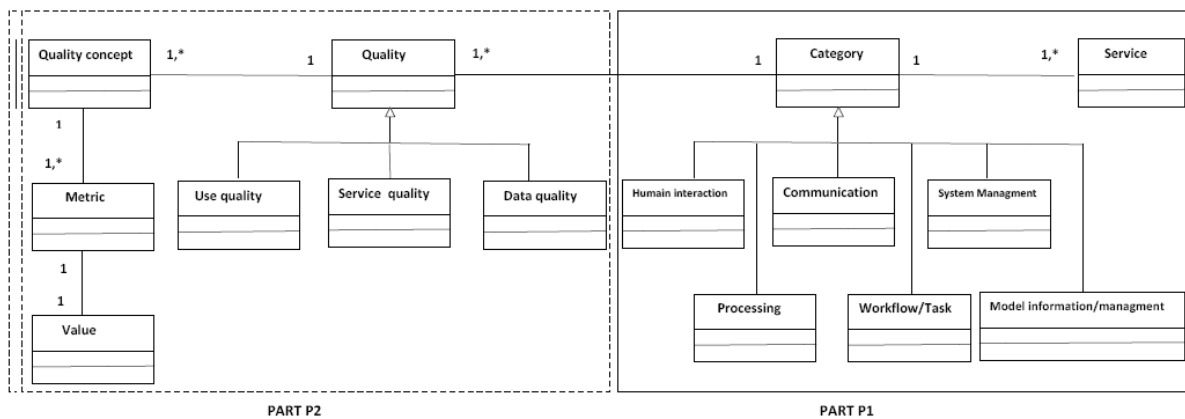 Quality concept
1,*
1
Quality
1,*
1
Category
1
1,*
Service
1
1,*
Metric
Use quality
Service quality
Data quality
Humain interaction
Communication
System Managment
1
1
Value
Processing
Workflow/Task
Model information/managment
PART P2
PART P1